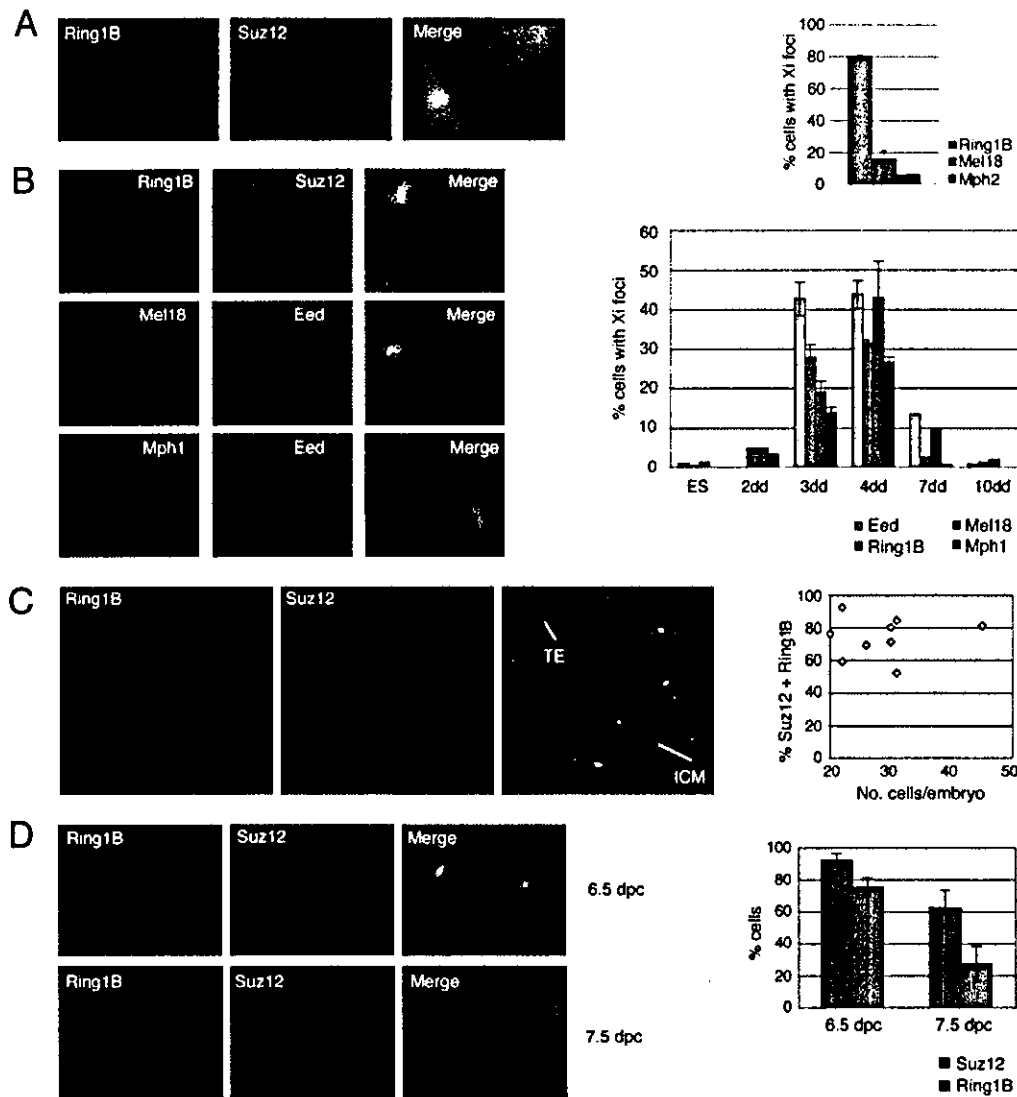 A
Ring1B
Suz12
Merge
% cells with Xi foci
100
80
60
40
20
0
Ring1B
Mel18
Mph2
B
Ring1B
Suz12
Merge
Mel18
Eed
Merge
Mph1
Eed
Merge
% cells with Xi foci
60
50
40
30
20
10
0
ES
2dd
3dd
4dd
7dd
10dd
Eed
Mel18
Ring1B
Mph1
C
Ring1B
Suz12
TE
ICM
% Suz12 + Ring1B
100
80
60
40
20
0
20
30
40
50
No. cells/embryo
D
Ring1B
Suz12
Merge
6.5 dpc
Ring1B
Suz12
Merge
7.5 dpc
% cells
100
80
60
40
20
0
6.5 dpc
7.5 dpc
Suz12
Ring1B